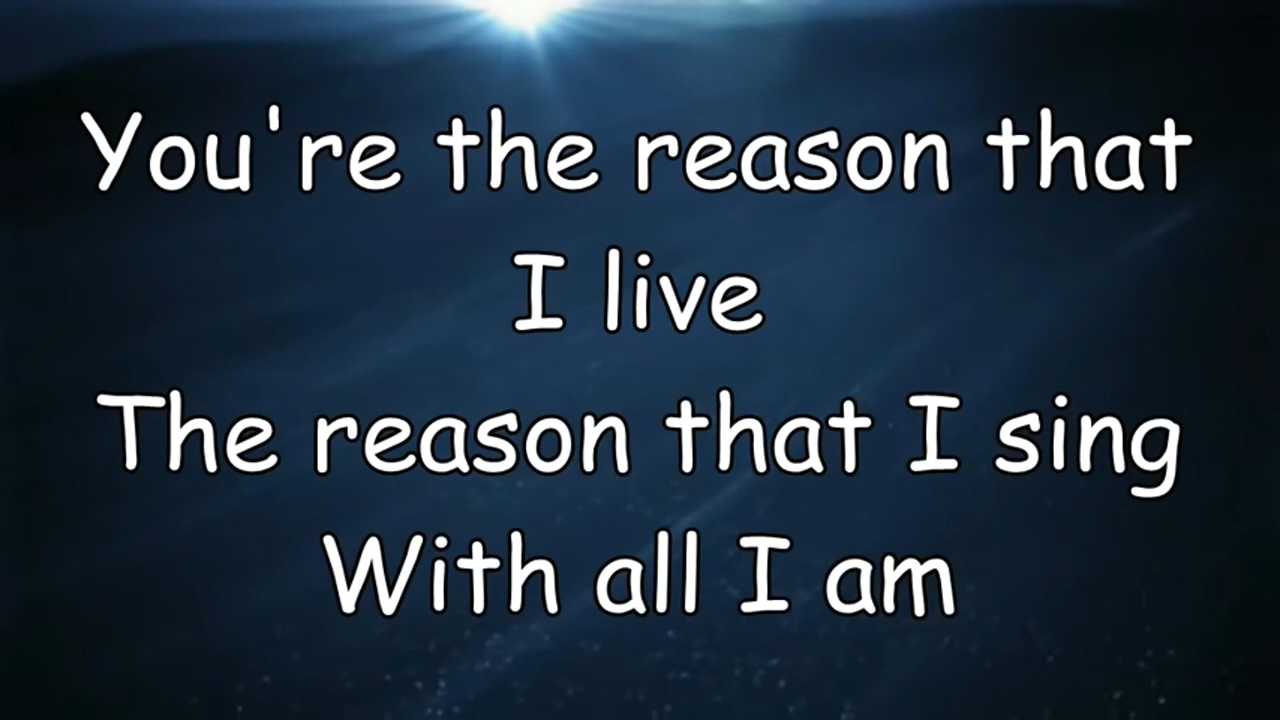 You're the reason that
I live
The reason that I sing
With all I am